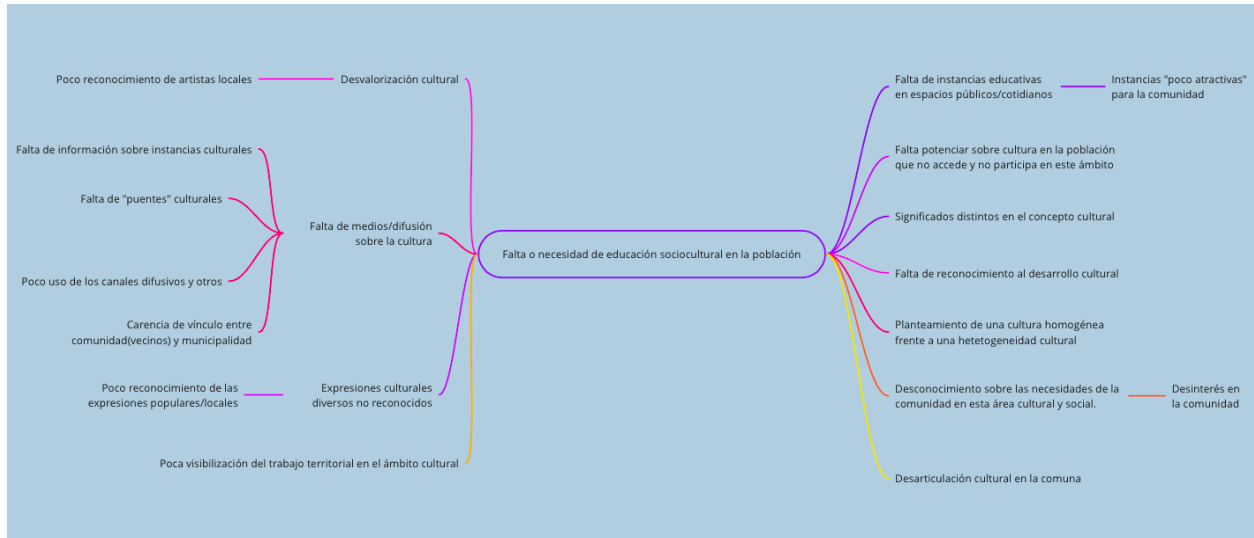 Poco reconocimiento de artistas locales
Desvalorización cultural
Falta de información sobre instancias culturales
Falta de "puentes" culturales
Falta de medios/difusión
sobre la cultura
Poco uso de los canales difusivos y otros
Carencia de vínculo entre
comunidad(vecinos) y municipalidad
Poco reconocimiento de las
expresiones populares/locales
Expresiones culturales
diversos no reconocidos
Poca visibilización del trabajo territorial en el ámbito cultural
Falta o necesidad de educación sociocultural en la población
Falta de instancias educativas
en espacios públicos/cotidianos
Instancias "poco atractivas"
para la comunidad
Falta potenciar sobre cultura en la población
que no accede y no participa en este ámbito
Significados distintos en el concepto cultural
Falta de reconocimiento al desarrollo cultural
Planteamiento de una cultura homogénea
frente a una hetetogeneidad cultural
Desconocimiento sobre las necesidades de la
comunidad en esta área cultural y social.
Desinterés en
la comunidad
Desarticulación cultural en la comuna